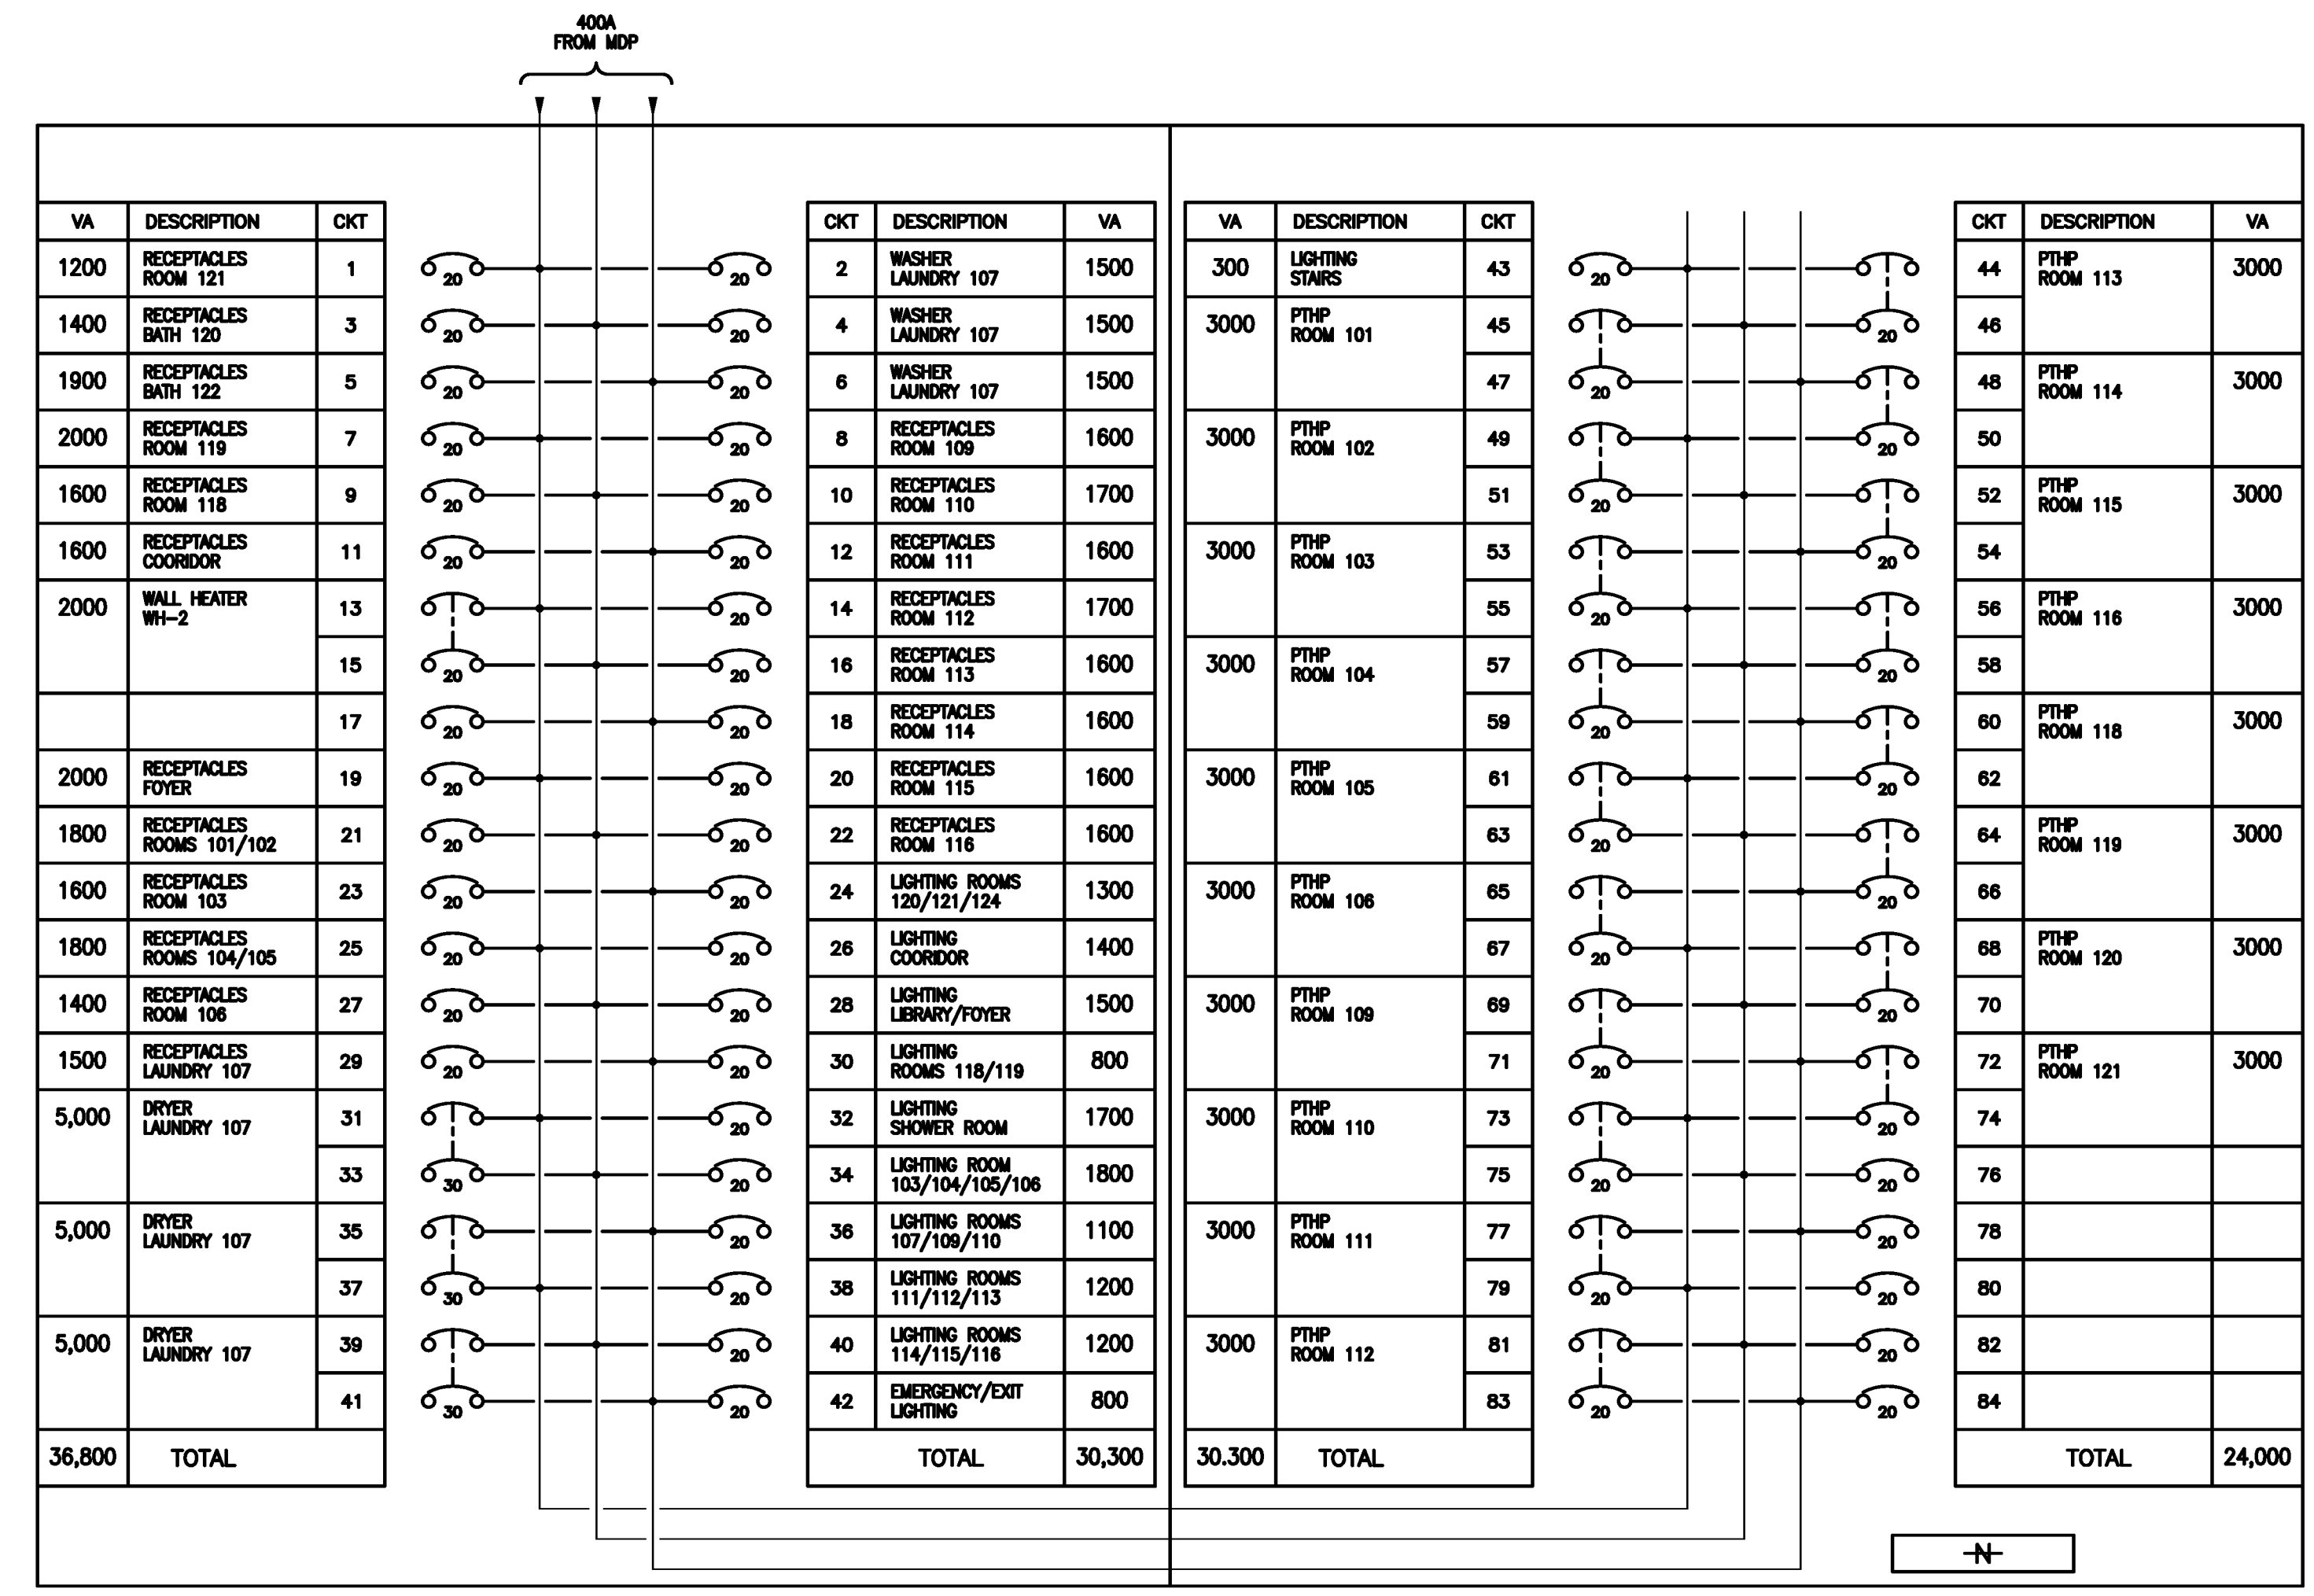 400A
FROM MDP
VA DESCRIPTION CKT
1200 RECEPTACLES ROOM 121 1 20
1400 RECEPTACLES BATH 120 3 20
1900 RECEPTACLES BATH 122 5 20
2000 RECEPTACLES ROOM 119 7 20
1600 RECEPTACLES ROOM 118 9 20
1600 RECEPTACLES COORIDOR 11 20
2000 WALL HEATER WH-2 13
15 20
17 20
2000 RECEPTACLES FOYER 19 20
1800 RECEPTACLES ROOMS 101/102 21 20
1600 RECEPTACLES ROOM 103 23 20
1800 RECEPTACLES ROOMS 104/105 25 20
1400 RECEPTACLES ROOM 106 27 20
1500 RECEPTACLES LAUNDRY 107 29 20
5,000 DRYER LAUNDRY 107 31
33 30
5,000 DRYER LAUNDRY 107 35
37 30
5,000 DRYER LAUNDRY 107 39
41 30
36,800 TOTAL
CKT DESCRIPTION VA
20 2 WASHER LAUNDRY 107 1500
20 4 WASHER LAUNDRY 107 1500
20 6 WASHER LAUNDRY 107 1500
20 8 RECEPTACLES ROOM 109 1600
20 10 RECEPTACLES ROOM 110 1700
20 12 RECEPTACLES ROOM 111 1600
20 14 RECEPTACLES ROOM 112 1700
20 16 RECEPTACLES ROOM 113 1600
20 18 RECEPTACLES ROOM 114 1600
20 20 RECEPTACLES ROOM 115 1600
20 22 RECEPTACLES ROOM 116 1600
20 24 LIGHTING ROOMS 120/121/124 1300
20 26 LIGHTING COORIDOR 1400
20 28 LIGHTING LIBRARY/FOYER 1500
20 30 LIGHTING ROOMS 118/119 800
20 32 LIGHTING SHOWER ROOM 1700
20 34 LIGHTING ROOM 103/104/105/106 1800
20 36 LIGHTING ROOMS 107/109/110 1100
20 38 LIGHTING ROOMS 111/112/113 1200
20 40 LIGHTING ROOMS 114/115/116 1200
20 42 EMERGENCY/EXIT LIGHTING 800
TOTAL 30,300
VA DESCRIPTION CKT
300 LIGHTING STAIRS 43 20
3000 PTHP ROOM 101 45
47 20
3000 PTHP ROOM 102 49
51 20
3000 PTHP ROOM 103 53
55 20
3000 PTHP ROOM 104 57
59 20
3000 PTHP ROOM 105 61
63 20
3000 PTHP ROOM 106 65
67 20
3000 PTHP ROOM 109 69
71 20
3000 PTHP ROOM 110 73
75 20
3000 PTHP ROOM 111 77
79 20
3000 PTHP ROOM 112 81
83 20
30.300 TOTAL
CKT DESCRIPTION VA
44 PTHP ROOM 113 3000
20 46
48 PTHP ROOM 114 3000
20 50
52 PTHP ROOM 115 3000
20 54
56 PTHP ROOM 116 3000
20 58
60 PTHP ROOM 118 3000
20 62
64 PTHP ROOM 119 3000
20 66
68 PTHP ROOM 120 3000
20 70
72 PTHP ROOM 121 3000
20 74
20 76
20 78
20 80
20 82
20 84
TOTAL 24,000
N